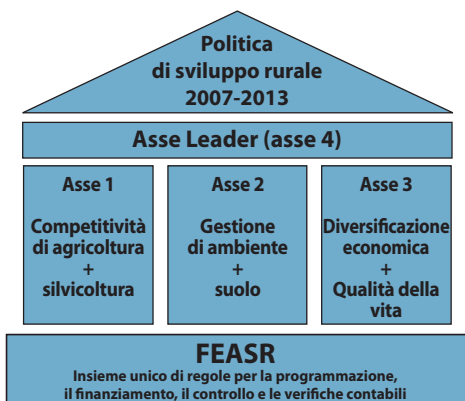 Politica
di sviluppo rurale
2007-2013
Asse Leader (asse 4)
Asse 1
Competitività
di agricoltura
+
silvicoltura
Asse 2
Gestione
di ambiente
+
suolo
Asse 3
Diversificazione
economica
+
Qualità della
vita
FEASR
Insieme unico di regole per la programmazione,
il finanziamento, il controllo e le verifiche contabili